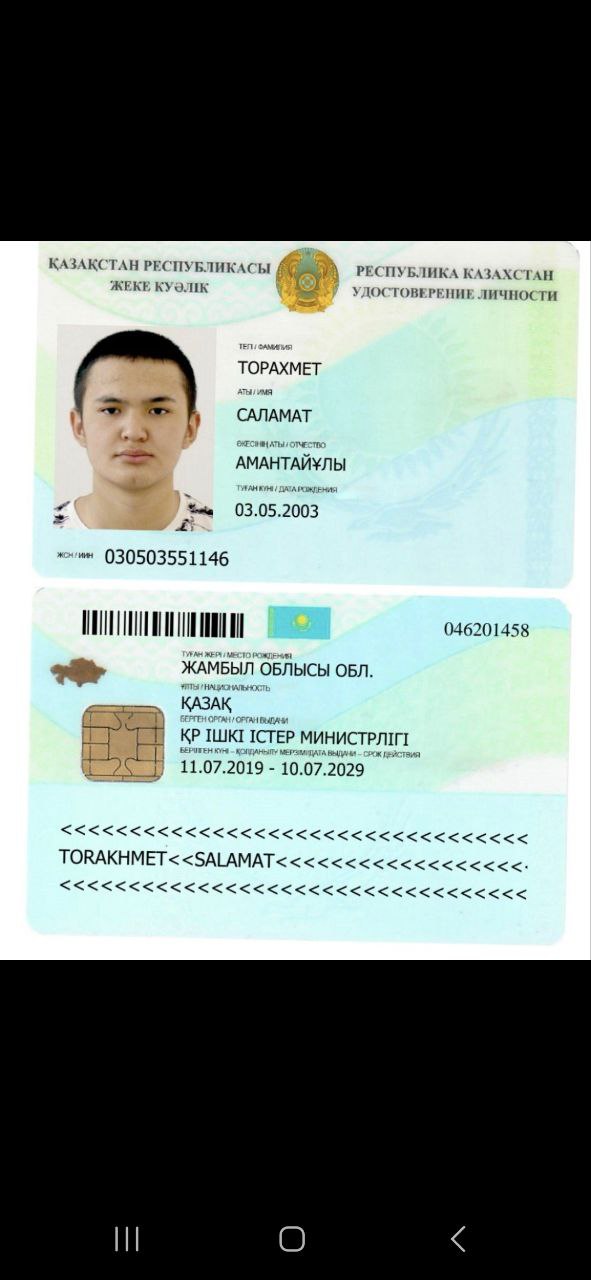 ҚАЗАҚСТАН РЕСПУБЛИКАСЫ
ЖЕКЕ КУӘЛІК
РЕСПУБЛИКА КАЗАХСТАН
УДОСТОВЕРЕНИЕ ЛИЧНОСТИ
ТЕГІ / ФАМИЛИЯ
ТОРАХМЕТ
АТЫ / ИМЯ
САЛАМАТ
ӘКЕСІНІҢ АТЫ / ОТЧЕСТВО
АМАНТАЙҰЛЫ
ТУҒАН КҮНІ / ДАТА РОЖДЕНИЯ
03.05.2003
ЖСН / ИИН 030503551146
046201458
ТУҒАН ЖЕРІ / МЕСТО РОЖДЕНИЯ
ЖАМБЫЛ ОБЛЫСЫ ОБЛ.
ҰЛТЫ / НАЦИОНАЛЬНОСТЬ
ҚАЗАҚ
БЕРГЕН ОРГАН / ОРГАН ВЫДАЧИ
ҚР ІШКІ ІСТЕР МИНИСТРЛІГІ
БЕРІЛГЕН КҮНІ – ҚОЛДАНЫЛУ МЕРЗІМІ/ДАТА ВЫДАЧИ – СРОК ДЕЙСТВИЯ
11.07.2019 - 10.07.2029
<<<<<<<<<<<<<<<<<<<<<<<<<<<<<<<<<<
TORAKHMET<<SALAMAT<<<<<<<<<<<<<<<<<<
<<<<<<<<<<<<<<<<<<<<<<<<<<<<<<<<<<